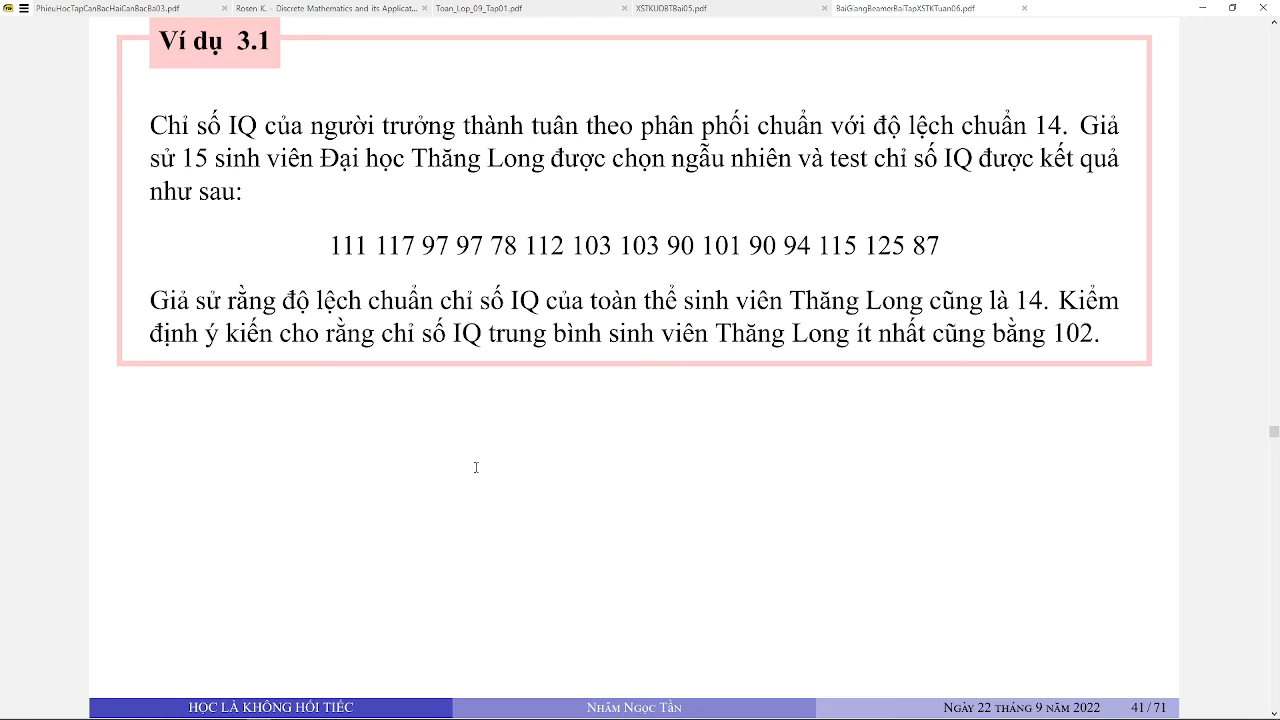 PhieuHocTapCanBacHaiCanBacBa03.pdf
Rosen K. - Discrete Mathematics and its Applicat...
Toan_Lop_09_Tap01.pdf
XSTKUDBTBai05.pdf
BaiGiangBeamerBaiTapXSTKTuan06.pdf
Ví dụ 3.1
Chỉ số IQ của người trưởng thành tuân theo phân phối chuẩn với độ lệch chuẩn 14. Giả
sử 15 sinh viên Đại học Thăng Long được chọn ngẫu nhiên và test chỉ số IQ được kết quả
như sau:
111 117 97 97 78 112 103 103 90 101 90 94 115 125 87
Giả sử rằng độ lệch chuẩn chỉ số IQ của toàn thể sinh viên Thăng Long cũng là 14. Kiểm
định ý kiến cho rằng chỉ số IQ trung bình sinh viên Thăng Long ít nhất cũng bằng 102.
HỌC LÀ KHÔNG HỐI TIẾC
NHÂM NGỌC TẦN
NGÀY 22 THÁNG 9 NĂM 2022
41 / 71